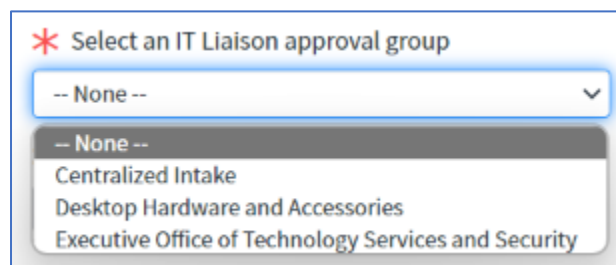 * Select an IT Liaison approval group
-- None --
-- None --
Centralized Intake
Desktop Hardware and Accessories
Executive Office of Technology Services and Security